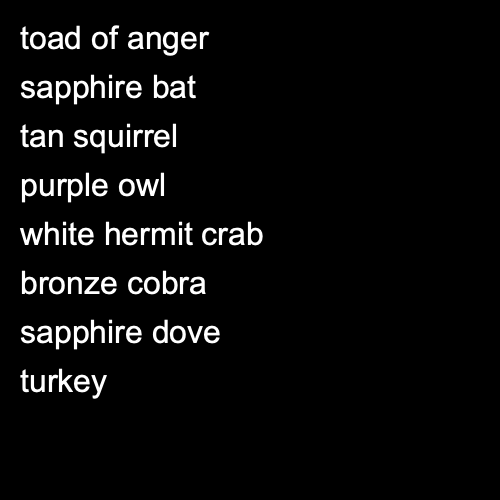 toad of anger
sapphire bat
tan squirrel
purple owl
white hermit crab
bronze cobra
sapphire dove
turkey